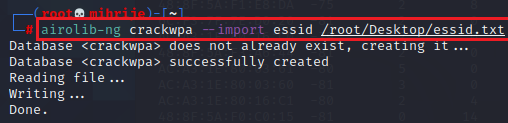 (root💀mihrije)-[~]
# airolib-ng crackwpa --import essid /root/Desktop/essid.txt
Database <crackwpa> does not already exist, creating it...
Database <crackwpa> successfully created
Reading file...
Writing...
Done.